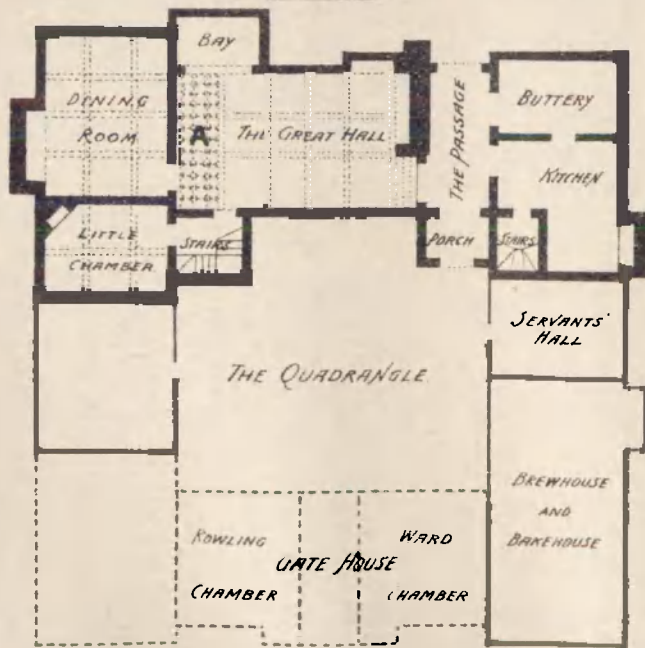 BAY
DINING
ROOM
A
THE GREAT HALL
THE PASSAGE
BUTTERY
KITCHEN
LITTLE
CHAMBER
STAIRS
PORCH
STAIRS
SERVANTS'
HALL
THE QUADRANGLE
BREWHOUSE
AND
BAKEHOUSE
ROWLING
CHAMBER
GATE HOUSE
WARD
CHAMBER